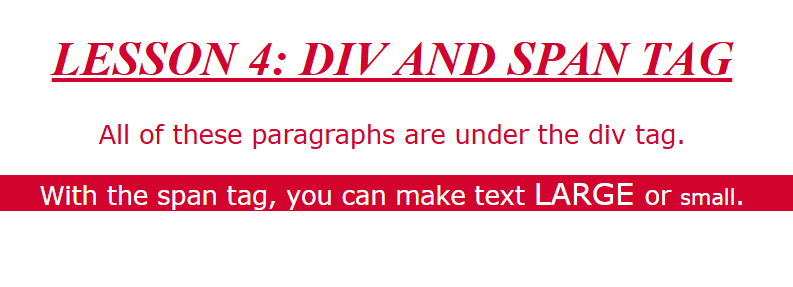 LESSON 4: DIV AND SPAN TAG
All of these paragraphs are under the div tag.
With the span tag, you can make text LARGE or small.